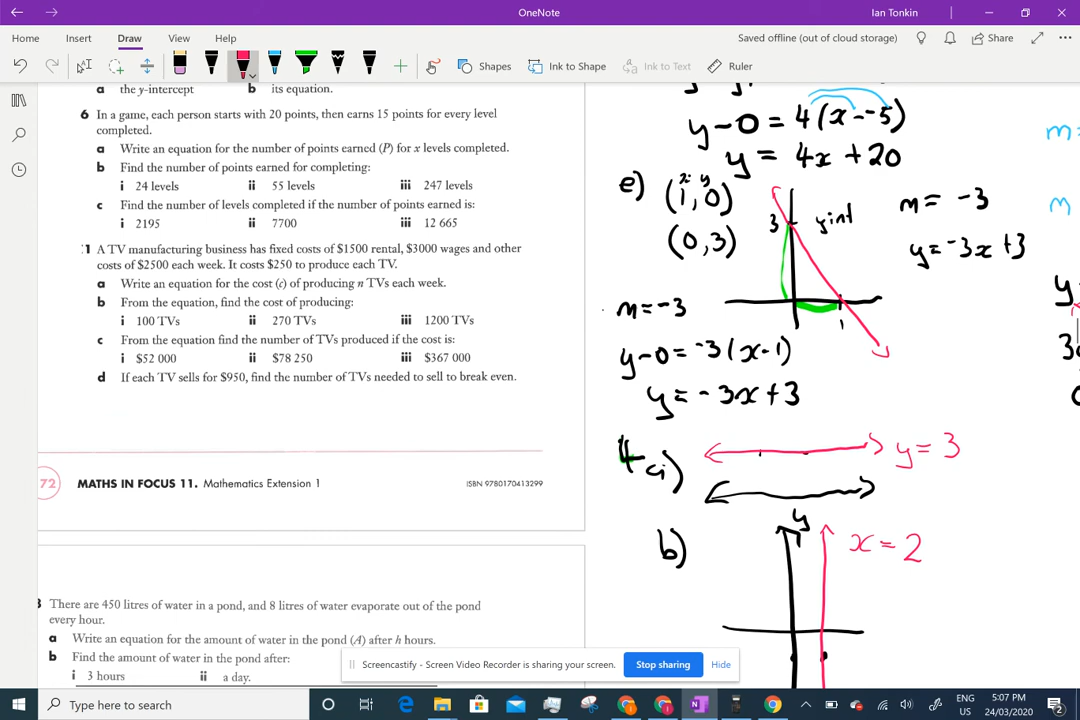 OneNote
Ian Tonkin
Home Insert Draw View Help
Saved offline (out of cloud storage)
Share
Shapes
Ink to Shape
Ink to Text
Ruler
a the y-intercept b its equation.
6 In a game, each person starts with 20 points, then earns 15 points for every level
completed.
a Write an equation for the number of points earned (P) for x levels completed.
b Find the number of points earned for completing:
i 24 levels ii 55 levels iii 247 levels
c Find the number of levels completed if the number of points earned is:
i 2195 ii 7700 iii 12 665
1 A TV manufacturing business has fixed costs of $1500 rental, $3000 wages and other
costs of $2500 each week. It costs $250 to produce each TV.
a Write an equation for the cost (c) of producing n TVs each week.
b From the equation, find the cost of producing:
i 100 TVs ii 270 TVs iii 1200 TVs
c From the equation find the number of TVs produced if the cost is:
i $52 000 ii $78 250 iii $367 000
d If each TV sells for $950, find the number of TVs needed to sell to break even.
72 MATHS IN FOCUS 11. Mathematics Extension 1 ISBN 9780170413299
There are 450 litres of water in a pond, and 8 litres of water evaporate out of the pond
every hour.
a Write an equation for the amount of water in the pond (A) after h hours.
b Find the amount of water in the pond after:
i 3 hours ii a day.
y-0 = 4(x--5)
y = 4x +20
e) (1,0)
x y
(0,3)
3 y int
1
m= -3
y=-3x+3
m=-3
y-0=-3(x-1)
y= -3x+3
y= 3
b)
y
x=2
m=
m
y
3
Screencastify - Screen Video Recorder is sharing your screen.
Stop sharing
Hide
Type here to search
ENG
US
5:07 PM
24/03/2020
2